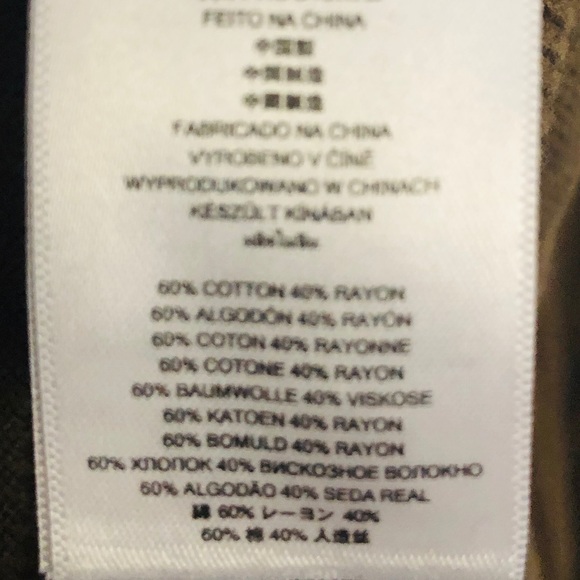 FEITO NA CHINA
中国製
中国制造
中國製造
FABRICADO NA CHINA
VYROBENO V ČÍNĚ
WYPRODUKOWANO W CHINACH
KÉSZÜLT KÍNÁBAN
ผลิตในจีน
60% COTTON 40% RAYON
60% ALGODÓN 40% RAYÓN
60% COTON 40% RAYONNE
60% COTONE 40% RAYON
60% BAUMWOLLE 40% VISKOSE
60% KATOEN 40% RAYON
60% BOMULD 40% RAYON
60% ХЛОПОК 40% ВИСКОЗНОЕ ВОЛОКНО
60% ALGODÃO 40% SEDA REAL
綿 60% レーヨン 40%
60% 棉 40% 人造丝